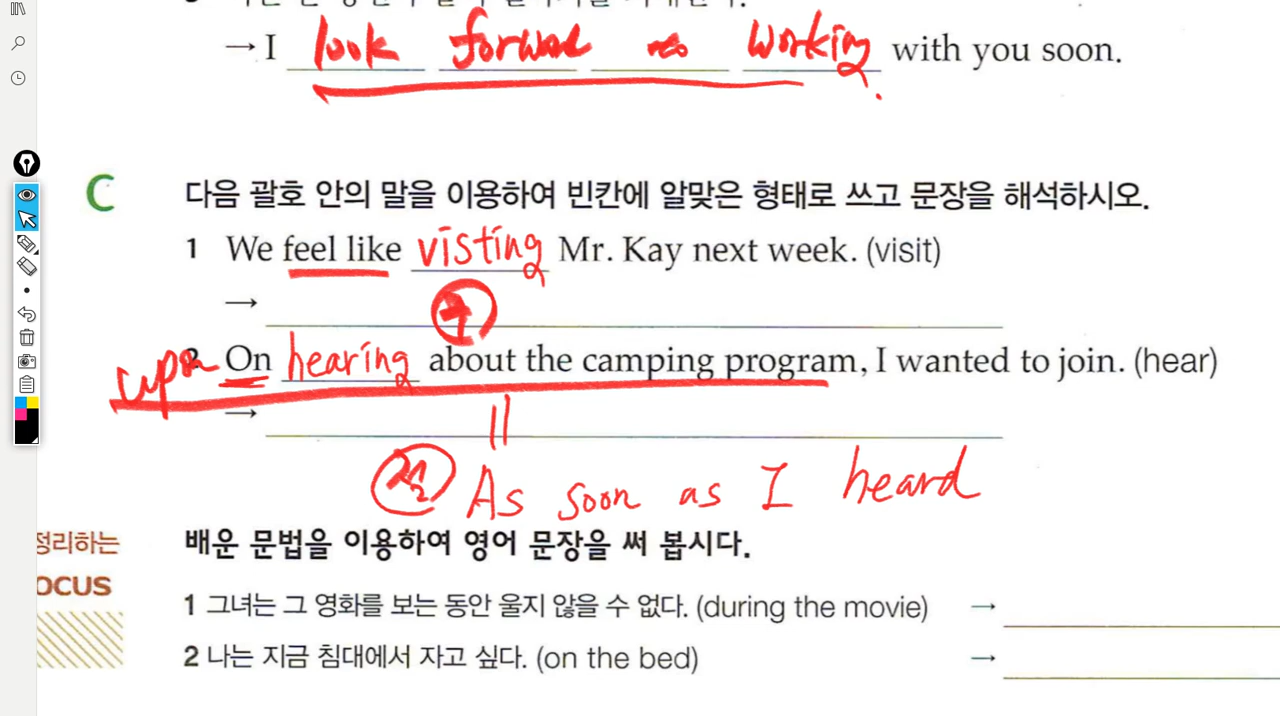 → I look forward to working with you soon.
C 다음 괄호 안의 말을 이용하여 빈칸에 알맞은 형태로 쓰고 문장을 해석하시오.
1 We feel like visting Mr. Kay next week. (visit)
→
구
upon 2 On hearing about the camping program, I wanted to join. (hear)
→
절 As soon as I heard
정리하는 배운 문법을 이용하여 영어 문장을 써 봅시다.
OCUS
1 그녀는 그 영화를 보는 동안 울지 않을 수 없다. (during the movie) →
2 나는 지금 침대에서 자고 싶다. (on the bed) →